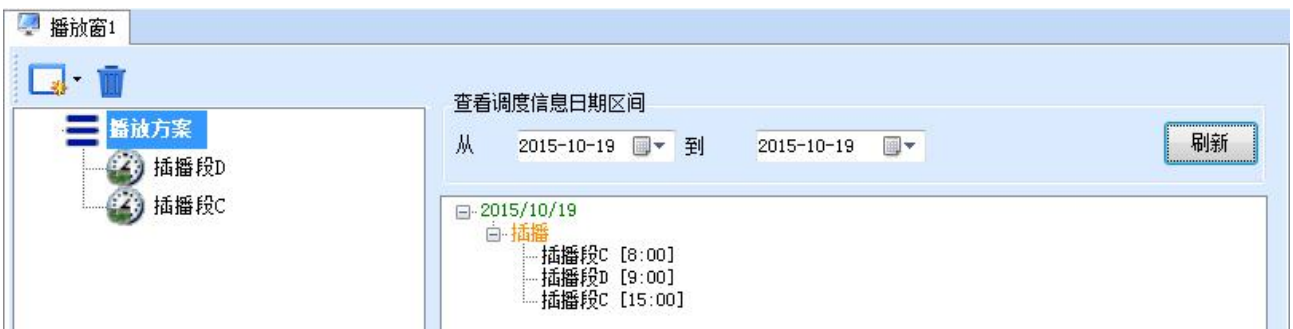 播放窗1
播放方案
插播段D
插播段C
查看调度信息日期区间
从 2015-10-19 到 2015-10-19 刷新
2015/10/19
插播
插播段C [8:00]
插播段D [9:00]
插播段C [15:00]